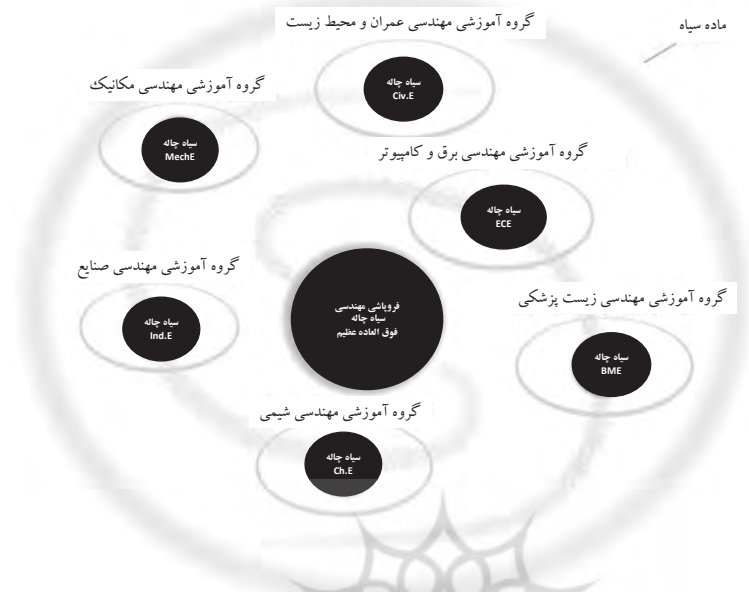 گروه آموزشی مهندسی عمران و محیط زیست
ماده سیاه
سیاه چاله
Civ.E
گروه آموزشی مهندسی مکانیک
سیاه چاله
MechE
گروه آموزشی مهندسی برق و کامپیوتر
سیاه چاله
ECE
گروه آموزشی مهندسی صنایع
سیاه چاله
Ind.E
فروپاشی مهندسی
سیاه چاله
فوق العاده عظیم
گروه آموزشی مهندسی زیست پزشکی
سیاه چاله
BME
گروه آموزشی مهندسی شیمی
سیاه چاله
Ch.E